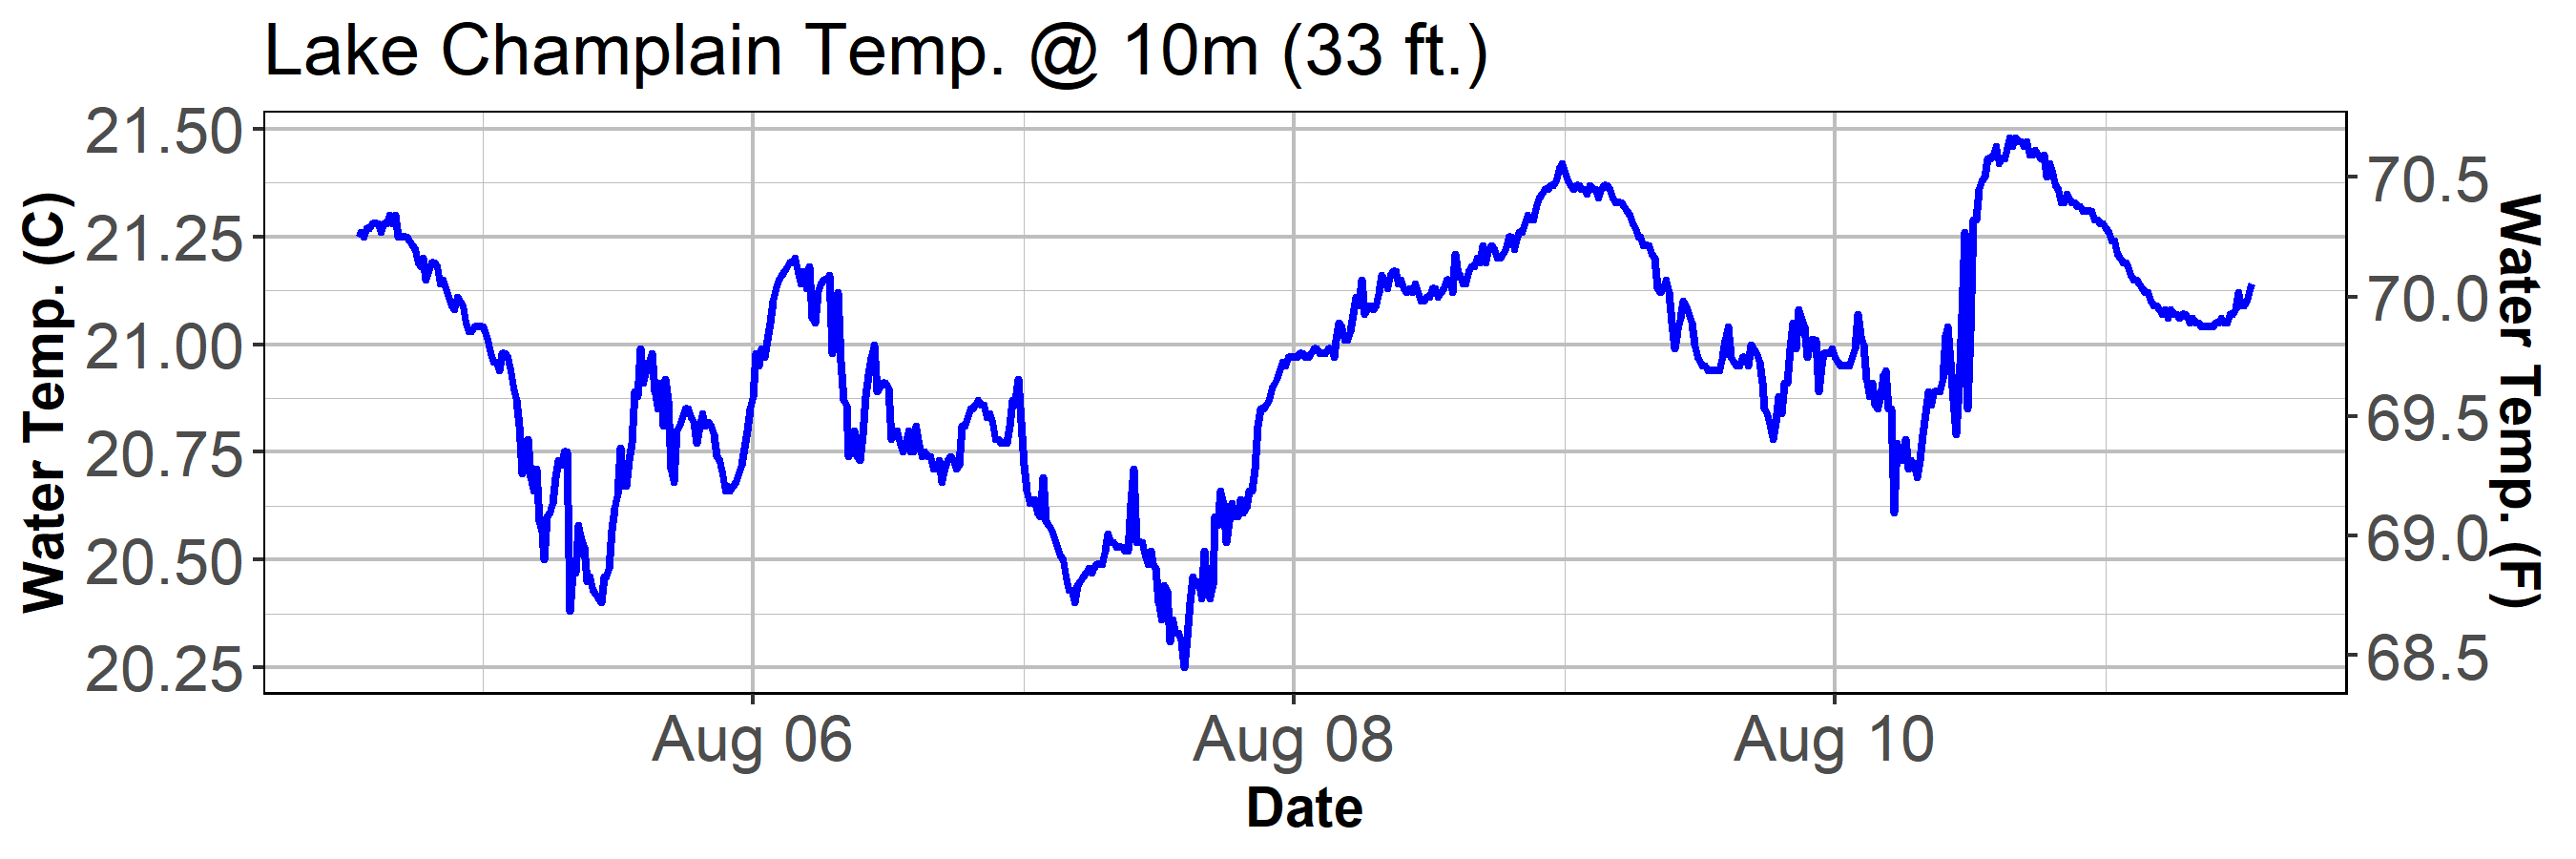 Lake Champlain Temp. @ 10m (33 ft.)
Water Temp. (C)
21.50
21.25
21.00
20.75
20.50
20.25
70.5
70.0
69.5
69.0
68.5
Water Temp. (F)
Aug 06 Aug 08 Aug 10
Date